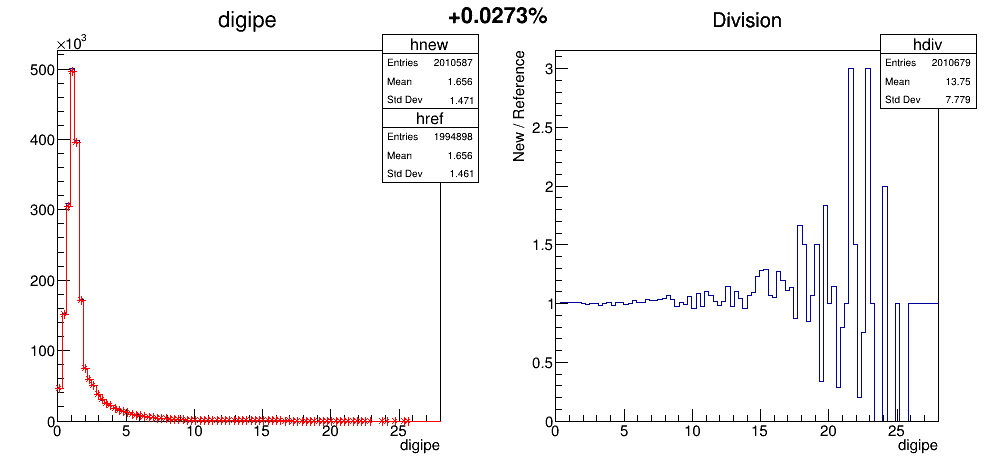 digipe
+0.0273%
Division
×10³
hnew
Entries 2010587
Mean 1.656
Std Dev 1.471
href
Entries 1994898
Mean 1.656
Std Dev 1.461
500
400
300
200
100
0
0 5 10 15 20 25
digipe
hdiv
Entries 2010679
Mean 13.75
Std Dev 7.779
New / Reference
3
2.5
2
1.5
1
0.5
0
0 5 10 15 20 25
digipe